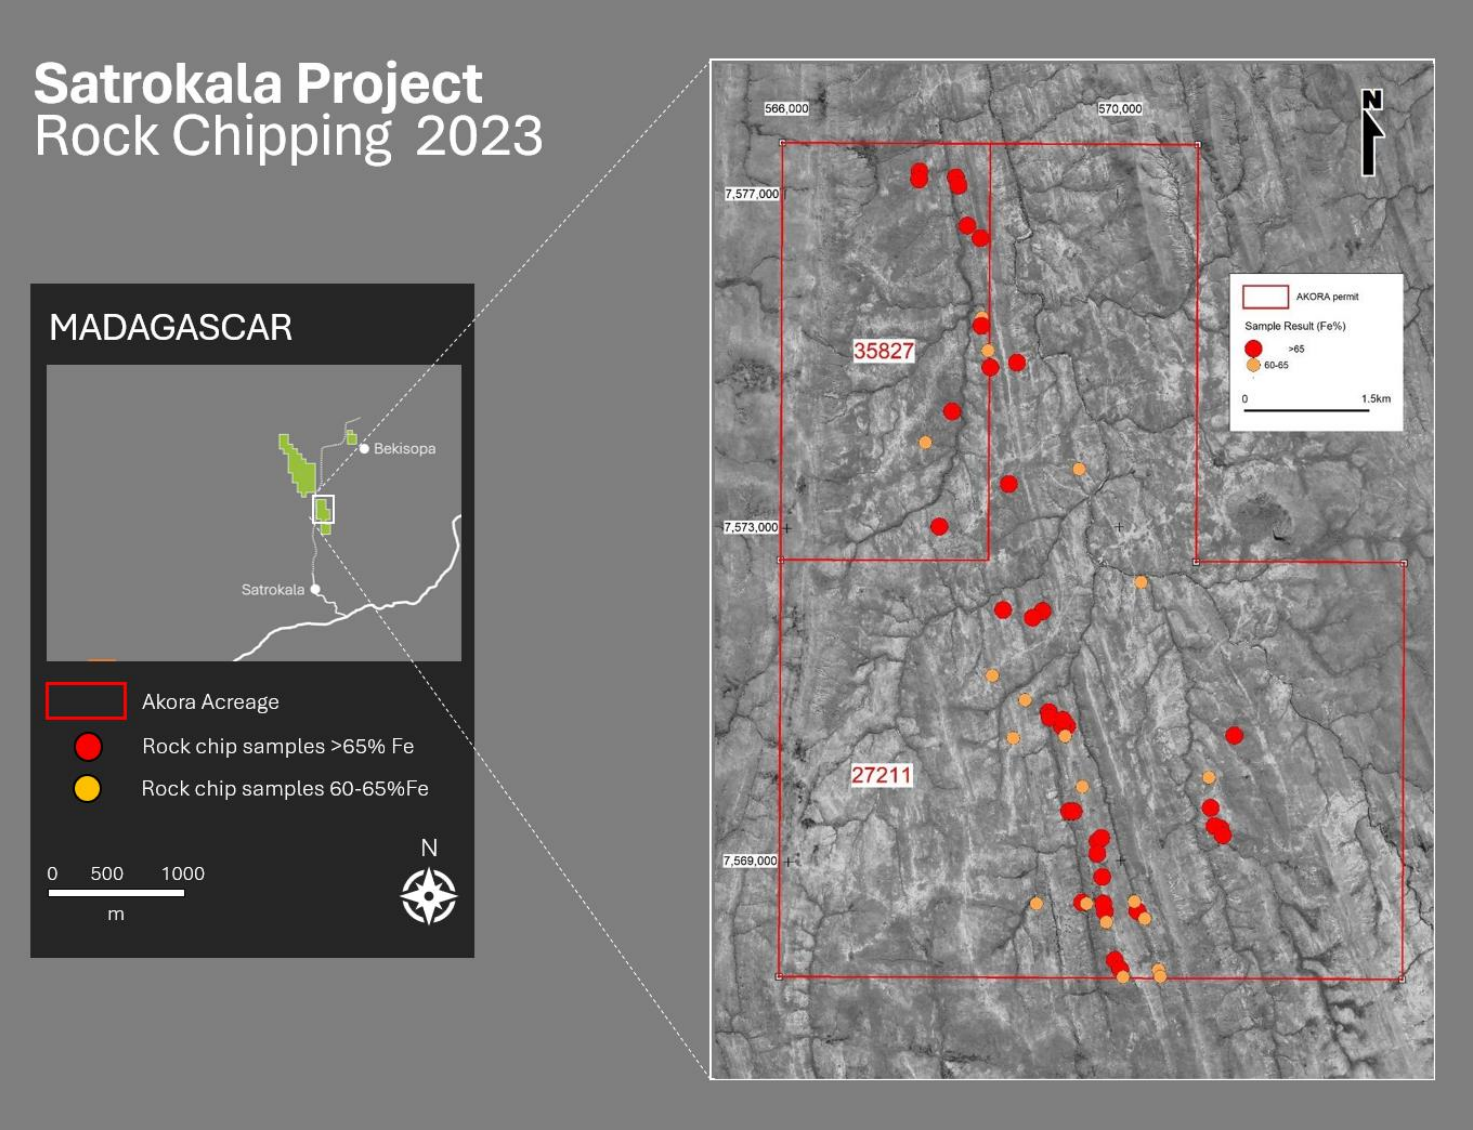 Satrokala Project
Rock Chipping 2023
MADAGASCAR
Bekisopa
Satrokala
Akora Acreage
Rock chip samples >65% Fe
Rock chip samples 60-65%Fe
0 500 1000
m
N
566,000 570,000
N
7,577,000
35827
AKORA permit
Sample Result (Fe%)
>65
60-65
0 1.5km
7,573,000
27211
7,569,000